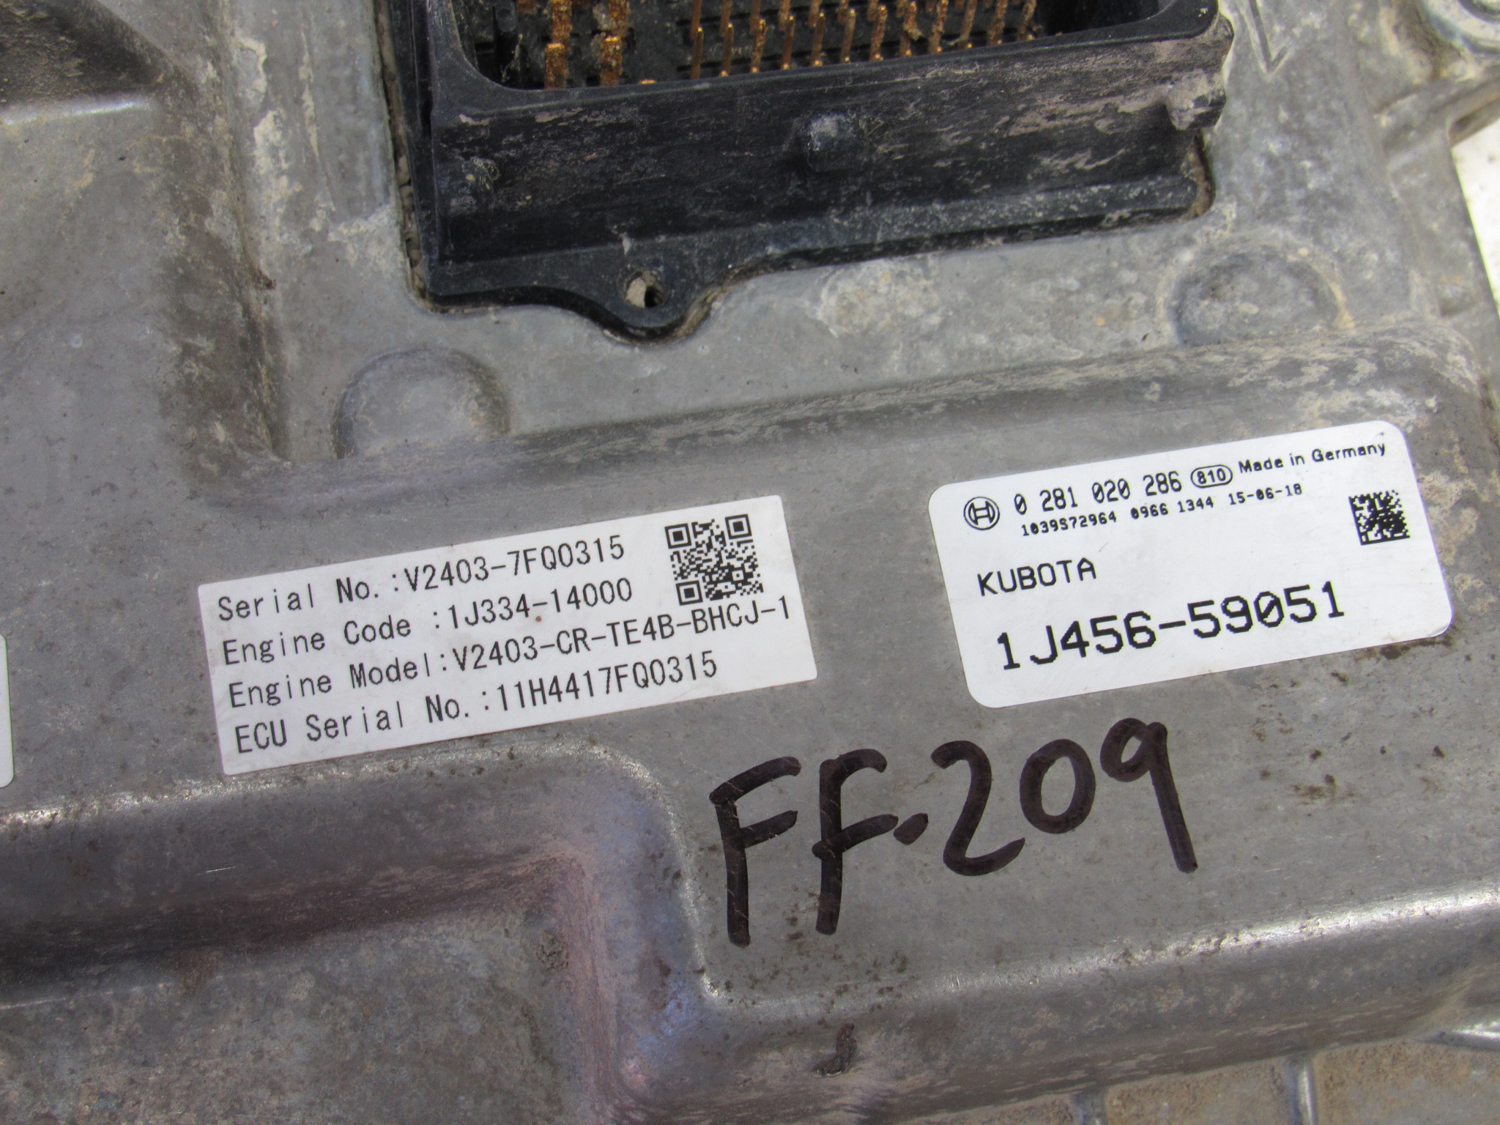 Serial No.:V2403-7FQ0315
Engine Code :1J334-14000
Engine Model:V2403-CR-TE4B-BHCJ-1
ECU Serial No.:11H4417FQ0315
0 281 020 286 810 Made in Germany
1039S72964 0966 1344 15-06-18
KUBOTA
1J456-59051
FF.209